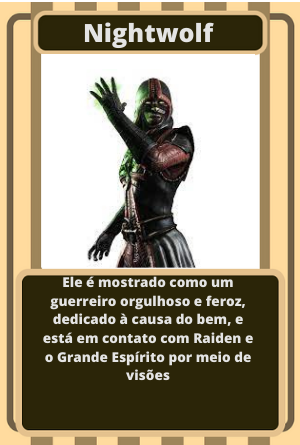 Nightwolf
Ele é mostrado como um
guerreiro orgulhoso e feroz,
dedicado à causa do bem, e
está em contato com Raiden e
o Grande Espírito por meio de
visões